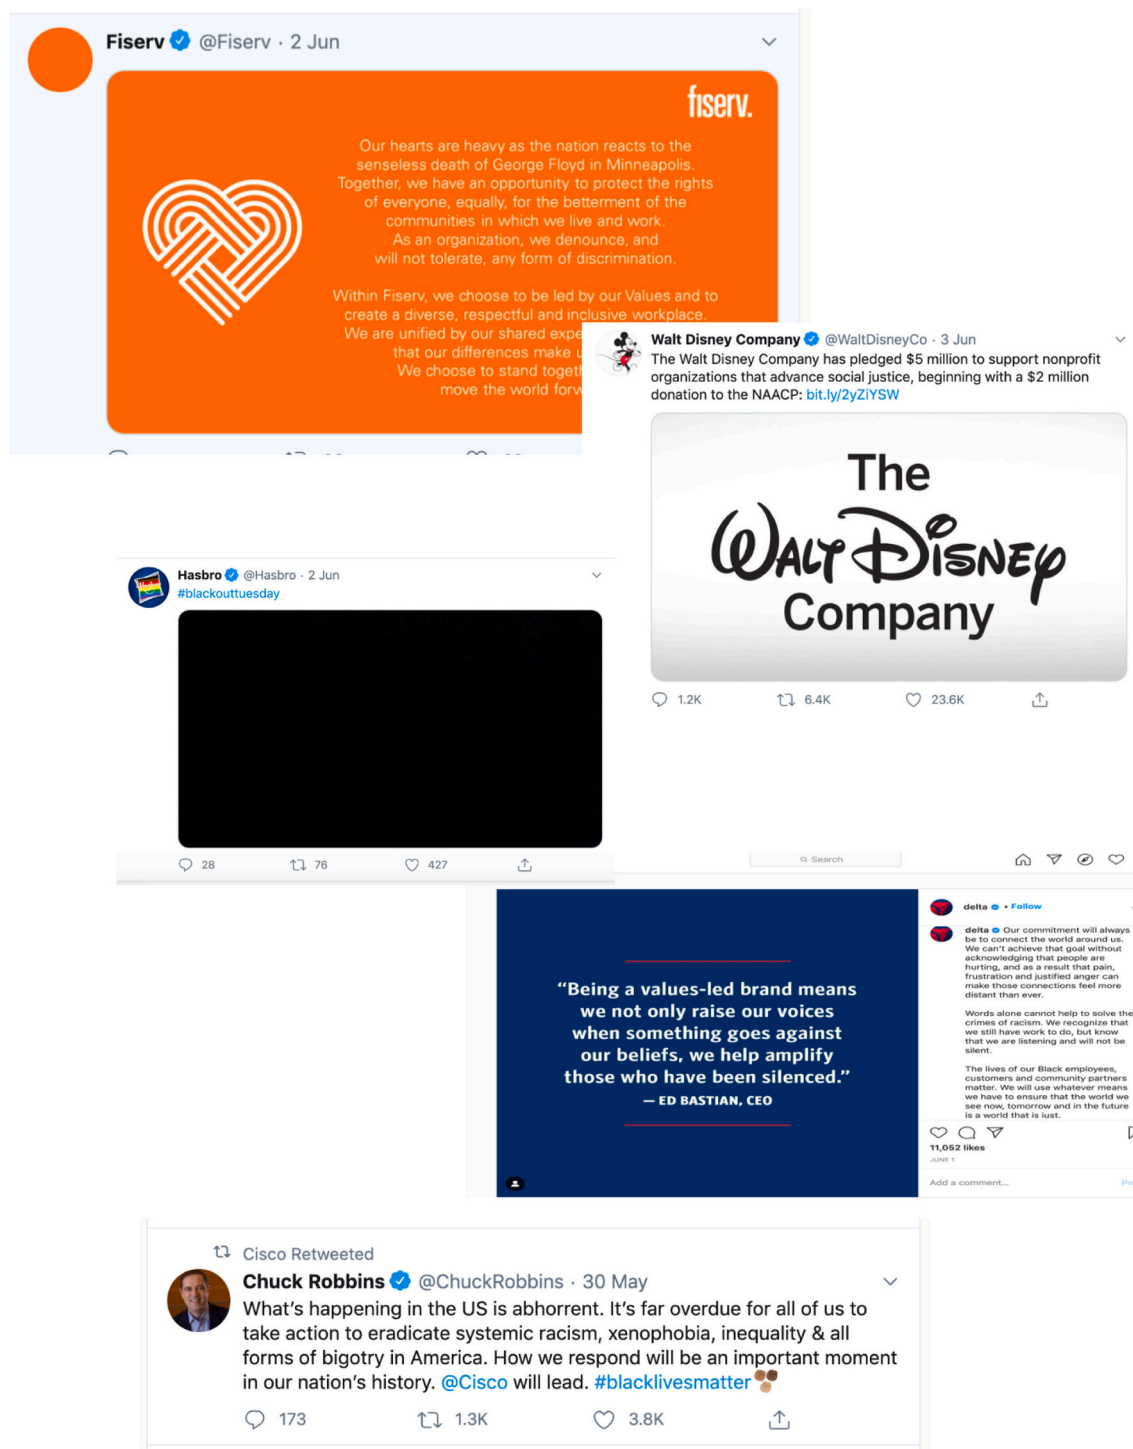 Fiserv @Fiserv · 2 Jun
fiserv.
Our hearts are heavy as the nation reacts to the
senseless death of George Floyd in Minneapolis.
Together, we have an opportunity to protect the rights
of everyone, equally, for the betterment of the
communities in which we live and work.
As an organization, we denounce, and
will not tolerate, any form of discrimination.
Within Fiserv, we choose to be led by our Values and to
create a diverse, respectful and inclusive workplace.
We are unified by our shared
that our differences make
We choose to stand
move the world
Walt Disney Company @WaltDisneyCo · 3 Jun
The Walt Disney Company has pledged $5 million to support nonprofit
organizations that advance social justice, beginning with a $2 million
donation to the NAACP: bit.ly/2yZiYSW
The
WALT DISNEY
Company
1.2K 6.4K 23.6K
Hasbro @Hasbro · 2 Jun
#blackouttuesday
28 76 427
Search
"Being a values-led brand means
we not only raise our voices
when something goes against
our beliefs, we help amplify
those who have been silenced."
— ED BASTIAN, CEO
delta • Follow
delta Our commitment will always
be to connect the world around us.
We can't achieve that goal without
acknowledging that people are
hurting, and as a result that pain,
frustration and justified anger can
make those connections feel more
distant than ever.
Words alone cannot help to solve the
crimes of racism. We recognize that
we still have work to do, but know
that we are listening and will not be
silent.
The lives of our Black employees,
customers and community partners
matter. We will use whatever means
we have to ensure that the world we
see now, tomorrow and in the future
is a world that is just.
11,052 likes
JUNE 1
Add a comment...
Cisco Retweeted
Chuck Robbins @ChuckRobbins · 30 May
What's happening in the US is abhorrent. It's far overdue for all of us to
take action to eradicate systemic racism, xenophobia, inequality & all
forms of bigotry in America. How we respond will be an important moment
in our nation's history. @Cisco will lead. #blacklivesmatter
173 1.3K 3.8K